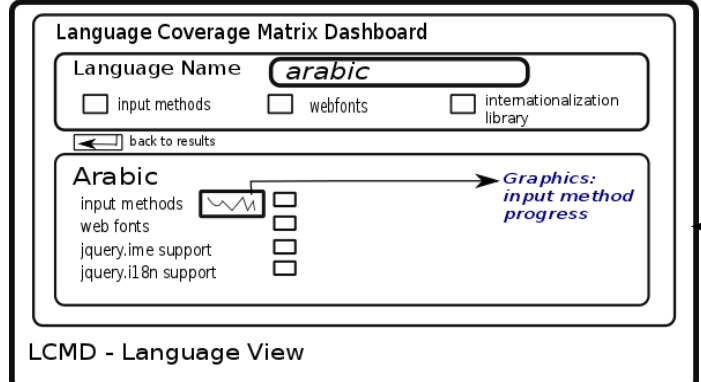 Language Coverage Matrix Dashboard
Language Name arabic
input methods webfonts internationalization
library
back to results
Arabic
Graphics:
input methods
input method
web fonts
progress
jquery.ime support
jquery.i18n support
LCMD - Language View